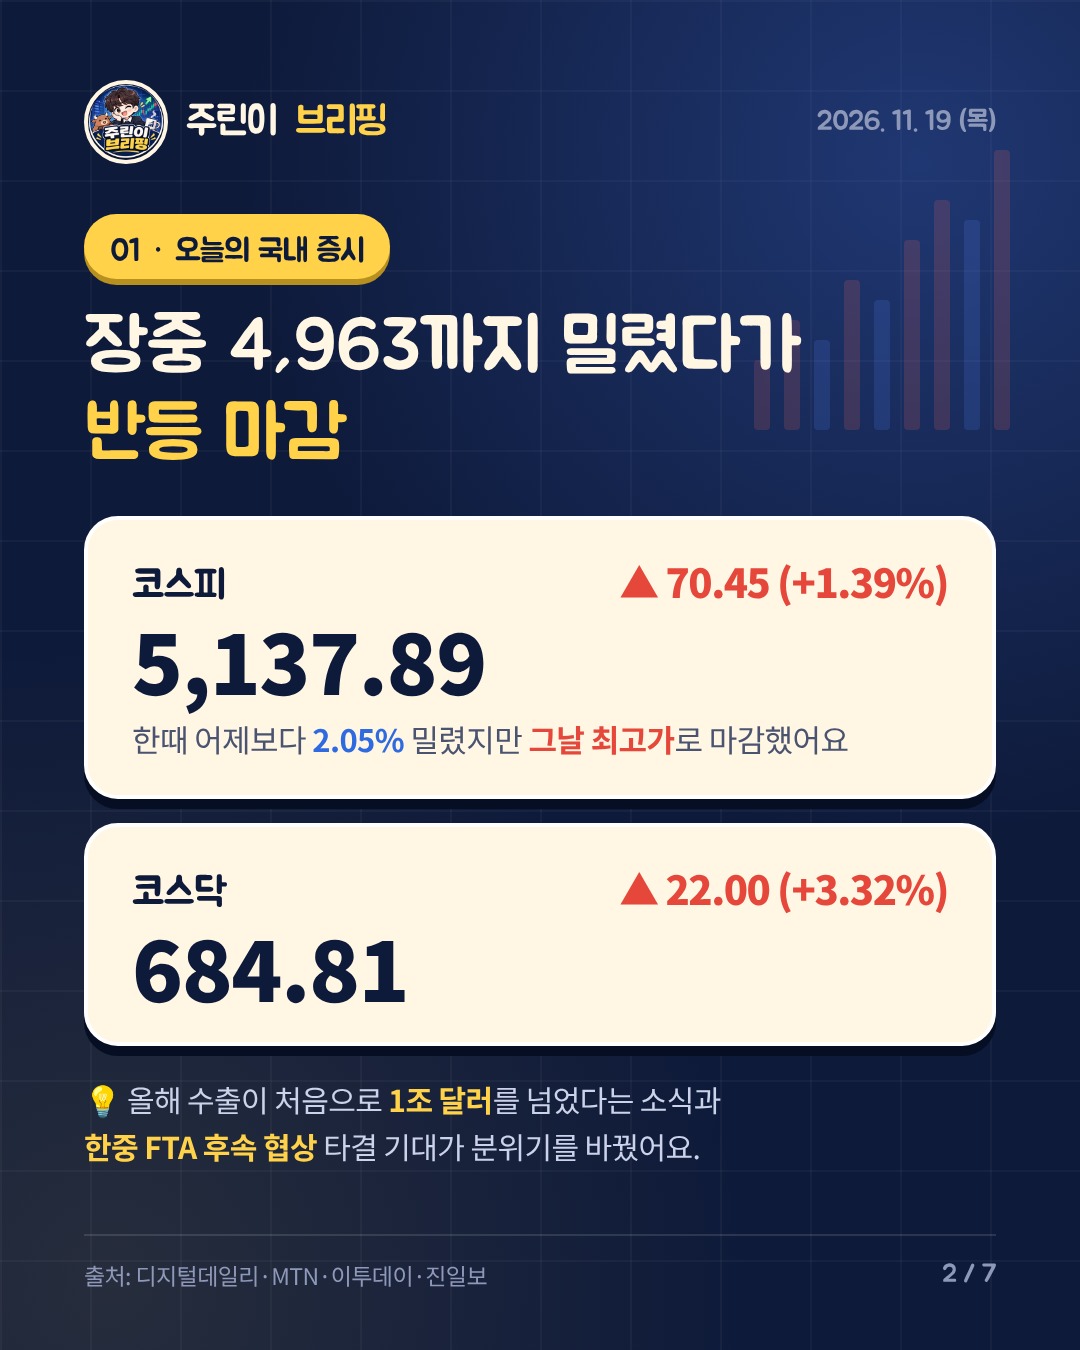 주린이 브리핑
주린이 브리핑
2026. 11. 19 (목)
01 · 오늘의 국내 증시
장중 4,963까지 밀렸다가
반등 마감
코스피
▲ 70.45 (+1.39%)
5,137.89
한때 어제보다 2.05% 밀렸지만 그날 최고가로 마감했어요
코스닥
▲ 22.00 (+3.32%)
684.81
💡 올해 수출이 처음으로 1조 달러를 넘었다는 소식과
한중 FTA 후속 협상 타결 기대가 분위기를 바꿨어요.
출처: 디지털데일리·MTN·이투데이·진일보
2 / 7